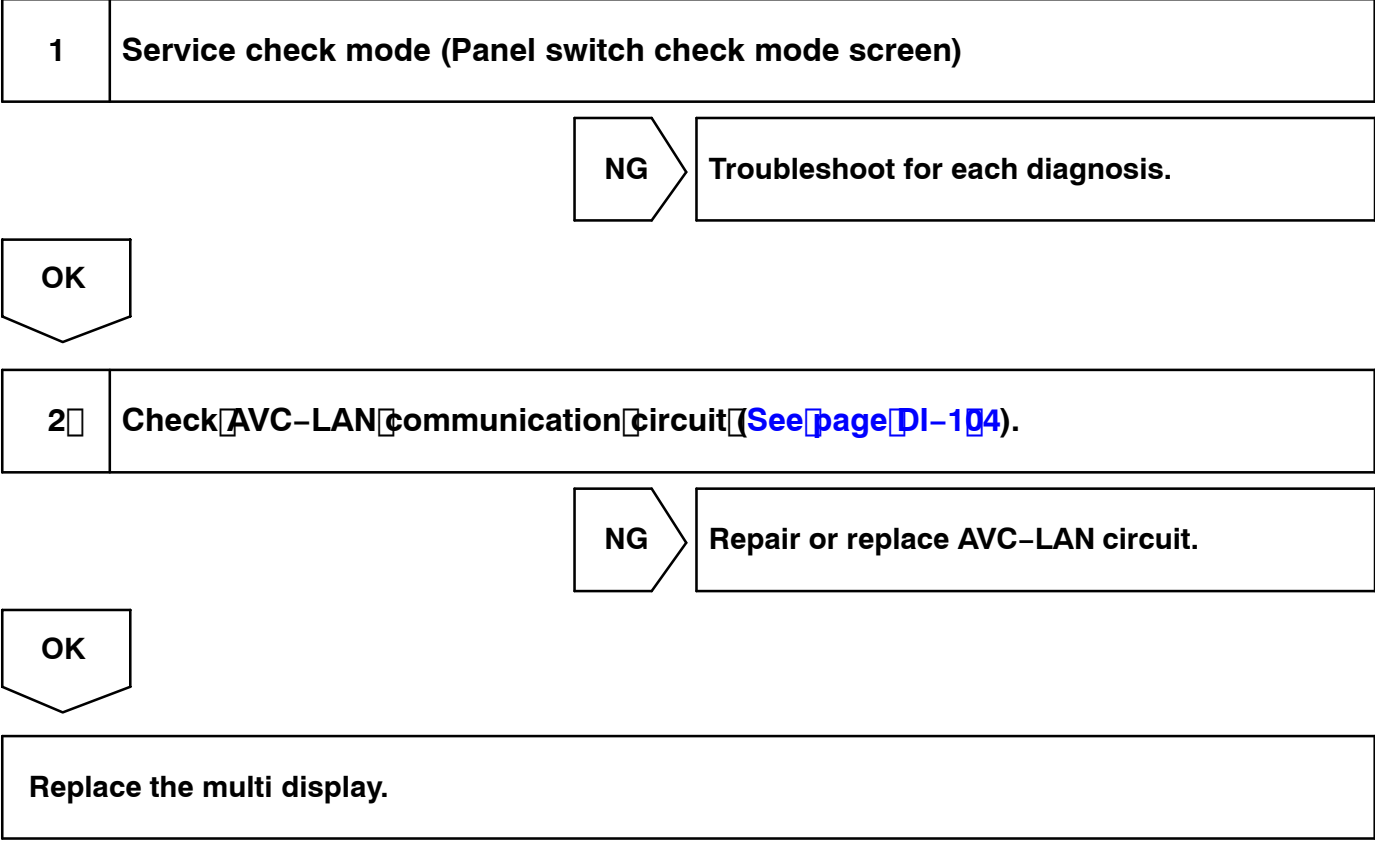 1 Service check mode (Panel switch check mode screen)
NG Troubleshoot for each diagnosis.
OK
2 Check AVC−LAN communication circuit (See page DI−104).
NG Repair or replace AVC−LAN circuit.
OK
Replace the multi display.